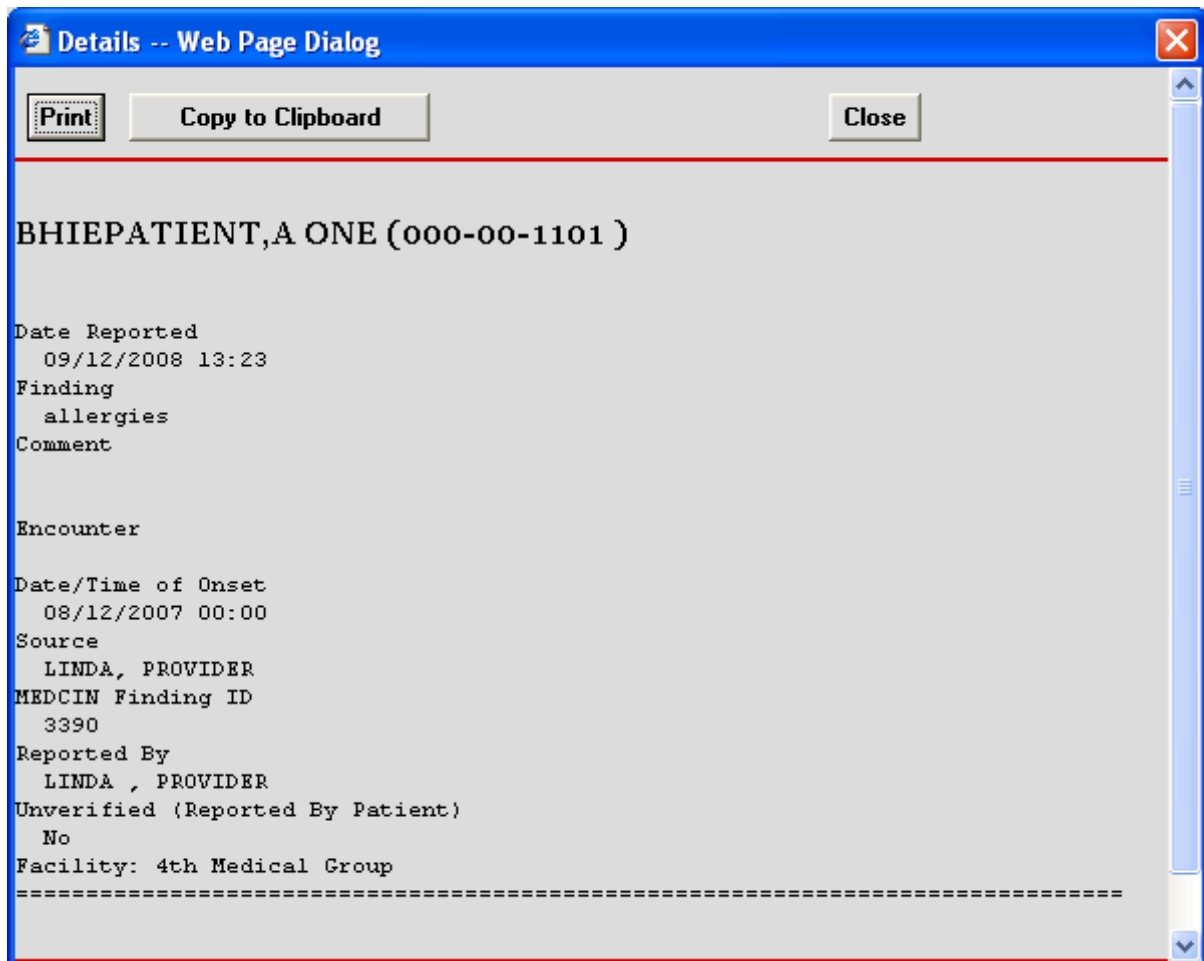 Details -- Web Page Dialog
Print Copy to Clipboard Close
BHIEPATIENT,A ONE (000-00-1101 )
Date Reported
09/12/2008 13:23
Finding
allergies
Comment
Encounter
Date/Time of Onset
08/12/2007 00:00
Source
LINDA, PROVIDER
MEDCIN Finding ID
3390
Reported By
LINDA , PROVIDER
Unverified (Reported By Patient)
No
Facility: 4th Medical Group
===============================================================================